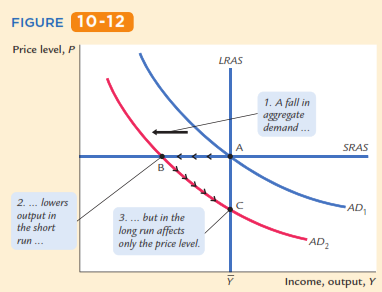 FIGURE 10-12
Price level, P
LRAS
1. A fall in
aggregate
demand ...
A
SRAS
B
2. ... lowers
output in
the short
run ...
3. ... but in the
long run affects
only the price level.
C
AD1
AD2
Y̅
Income, output, Y